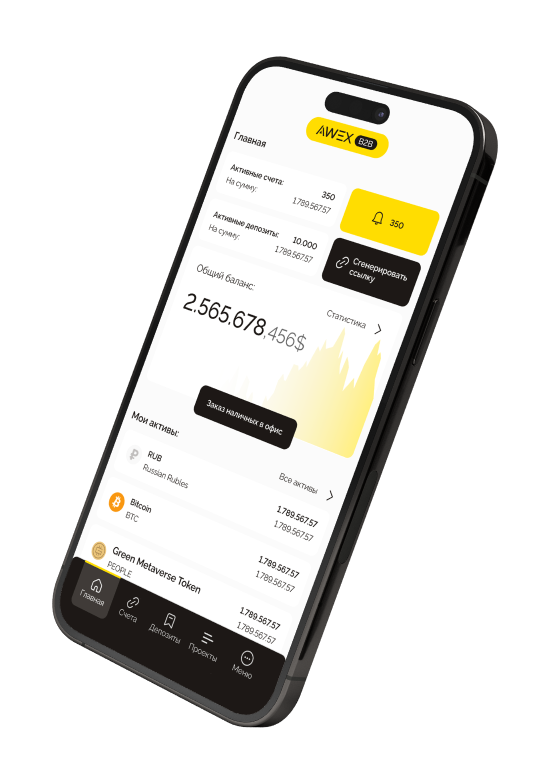 AWEX B2B
Главная
Активные счета: 350
На сумму: 1.789.567.57
350
Активные депозиты: 10.000
На сумму: 1.789.567.57
Сгенерировать
ссылку
Общий баланс:
Статистика
2.565.678,456$
Заказ наличных в офис
Мои активы:
Все активы
RUB 1.789.567.57
Russian Rubles 1.789.567.57
Bitcoin 1.789.567.57
BTC 1.789.567.57
Green Metaverse Token 1.789.567.57
PEOPLE 1.789.567.57
Главная
Счета
Депозиты
Проекты
Меню